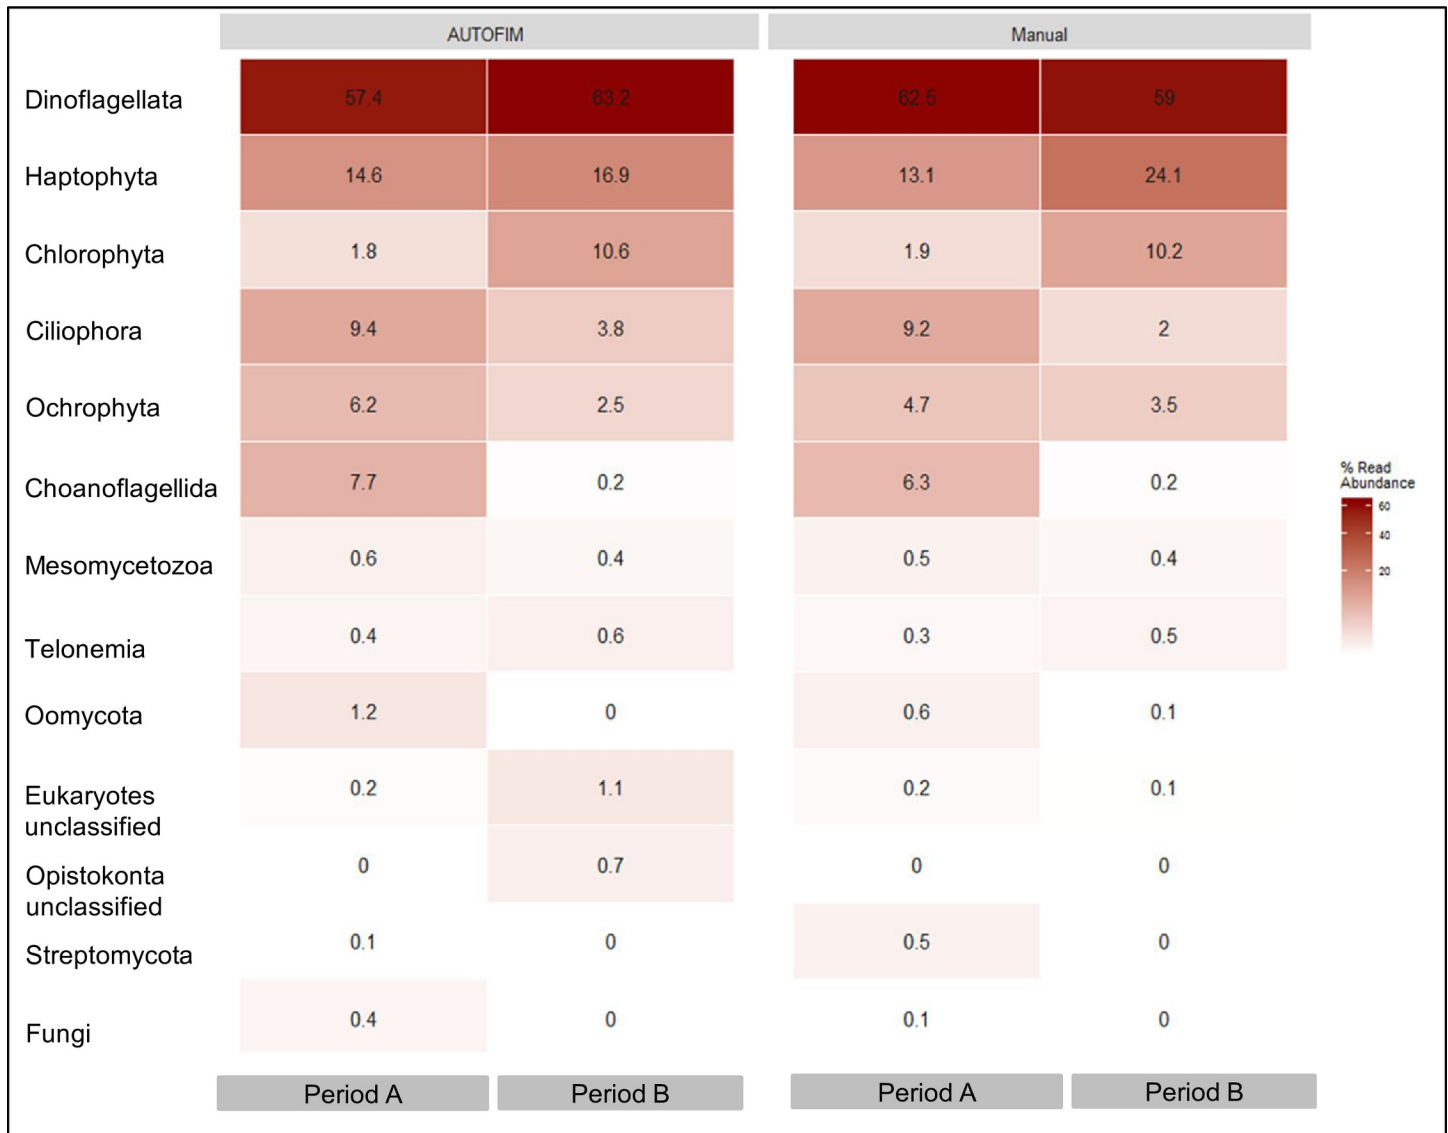 AUTOFIM Manual
Dinoflagellata 57.4 63.2 62.5 59
Haptophyta 14.6 16.9 13.1 24.1
Chlorophyta 1.8 10.6 1.9 10.2
Ciliophora 9.4 3.8 9.2 2
Ochrophyta 6.2 2.5 4.7 3.5
Choanoflagellida 7.7 0.2 6.3 0.2
Mesomycetozoa 0.6 0.4 0.5 0.4
Telonemia 0.4 0.6 0.3 0.5
Oomycota 1.2 0 0.6 0.1
Eukaryotes 0.2 1.1 0.2 0.1
unclassified
Opistokonta 0 0.7 0 0
unclassified
Streptomycota 0.1 0 0.5 0
Fungi 0.4 0 0.1 0
Period A Period B Period A Period B
% Read
Abundance
60
40
20